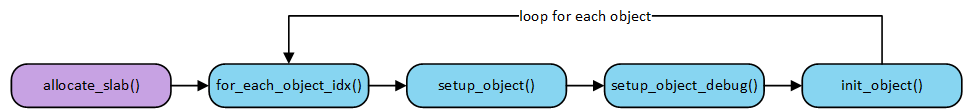 loop for each object
allocate_slab()
for_each_object_idx()
setup_object()
setup_object_debug()
init_object()